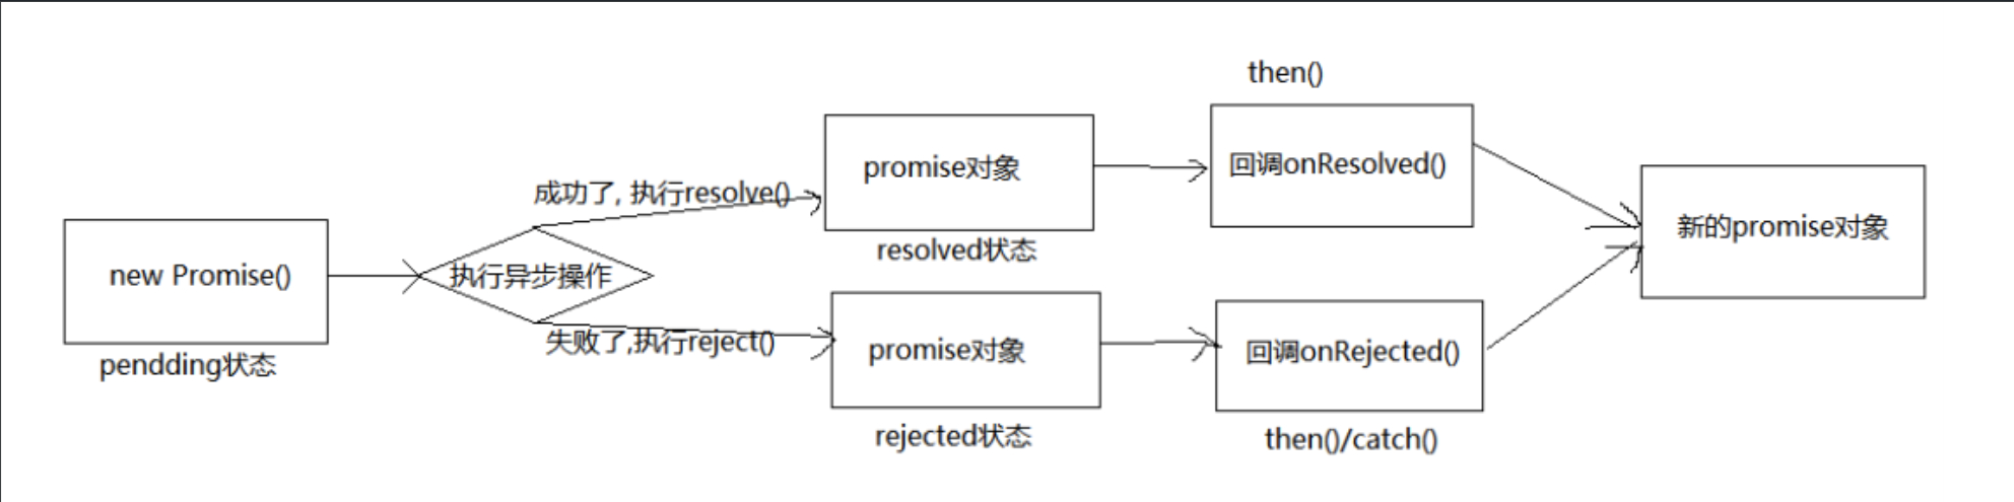 new Promise()
pendding状态
执行异步操作
成功了, 执行resolve()
失败了,执行reject()
promise对象
resolved状态
promise对象
rejected状态
then()
回调onResolved()
回调onRejected()
then()/catch()
新的promise对象